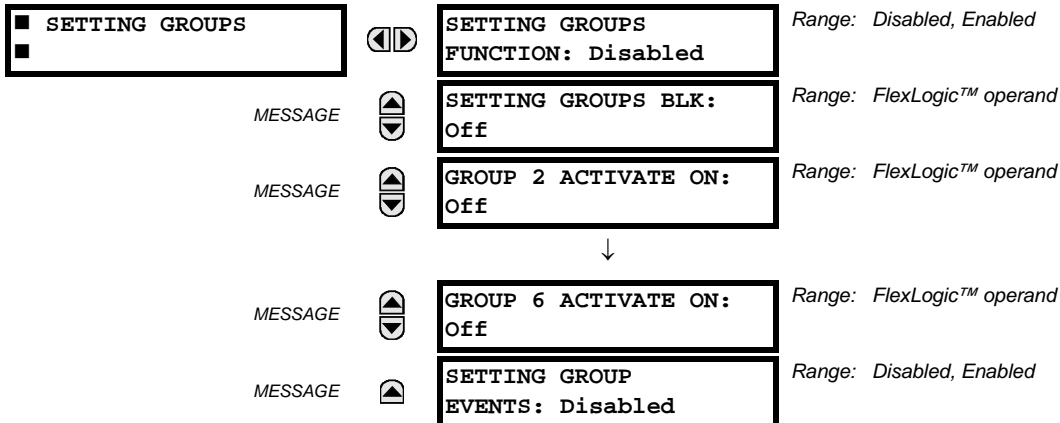 ■ SETTING GROUPS
■
SETTING GROUPS
FUNCTION: Disabled
Range: Disabled, Enabled
MESSAGE
SETTING GROUPS BLK:
Off
Range: FlexLogic™ operand
MESSAGE
GROUP 2 ACTIVATE ON:
Off
Range: FlexLogic™ operand
↓
MESSAGE
GROUP 6 ACTIVATE ON:
Off
Range: FlexLogic™ operand
MESSAGE
SETTING GROUP
EVENTS: Disabled
Range: Disabled, Enabled